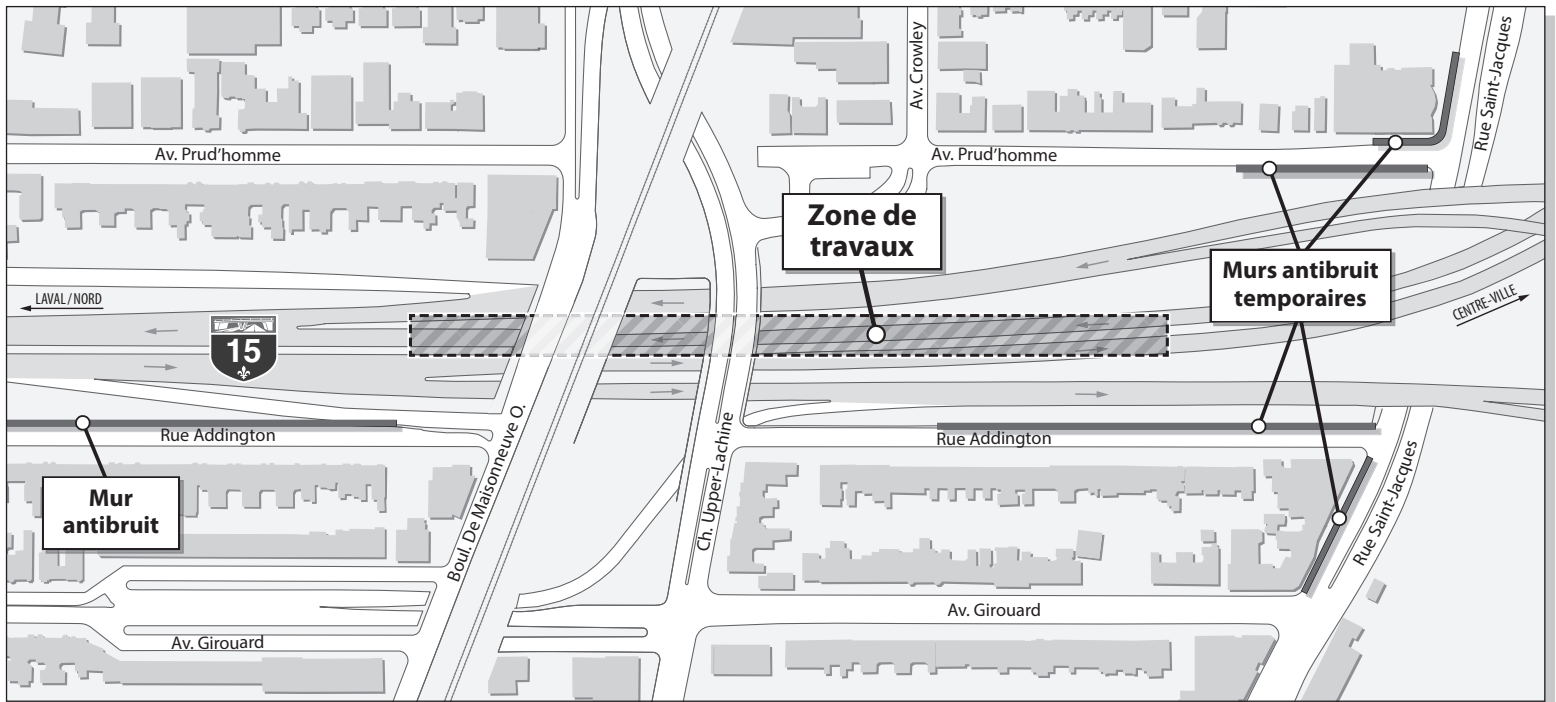 Av. Crowley
Rue Saint-Jacques
Av. Prud'homme
Av. Prud'homme
Zone de
travaux
Murs antibruit
temporaires
LAVAL / NORD
CENTRE-VILLE
15
Rue Addington
Rue Addington
Mur
antibruit
Boul. De Maisonneuve O.
Ch. Upper-Lachine
Rue Saint-Jacques
Av. Girouard
Av. Girouard